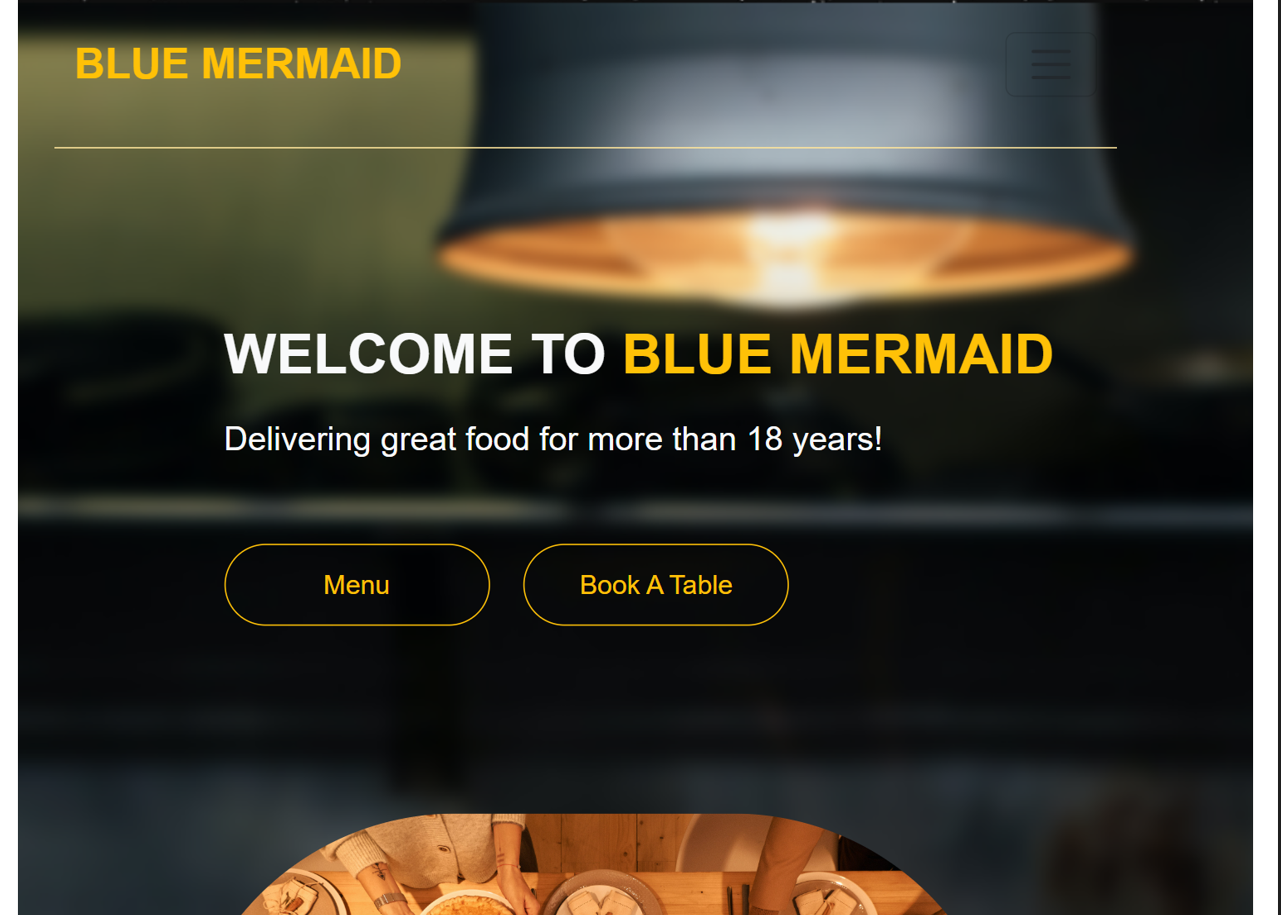 BLUE MERMAID
WELCOME TO BLUE MERMAID
Delivering great food for more than 18 years!
Menu
Book A Table